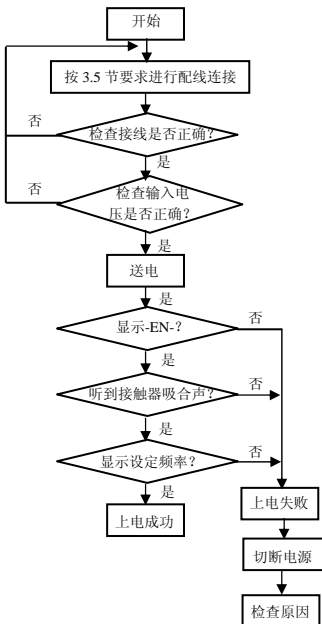 开始
按 3.5 节要求进行配线连接
否
检查接线是否正确?
是
否
检查输入电
压是否正确?
是
送电
是
显示-EN-?
否
是
听到接触器吸合声?
否
是
显示设定频率?
否
是
上电成功
上电失败
切断电源
检查原因